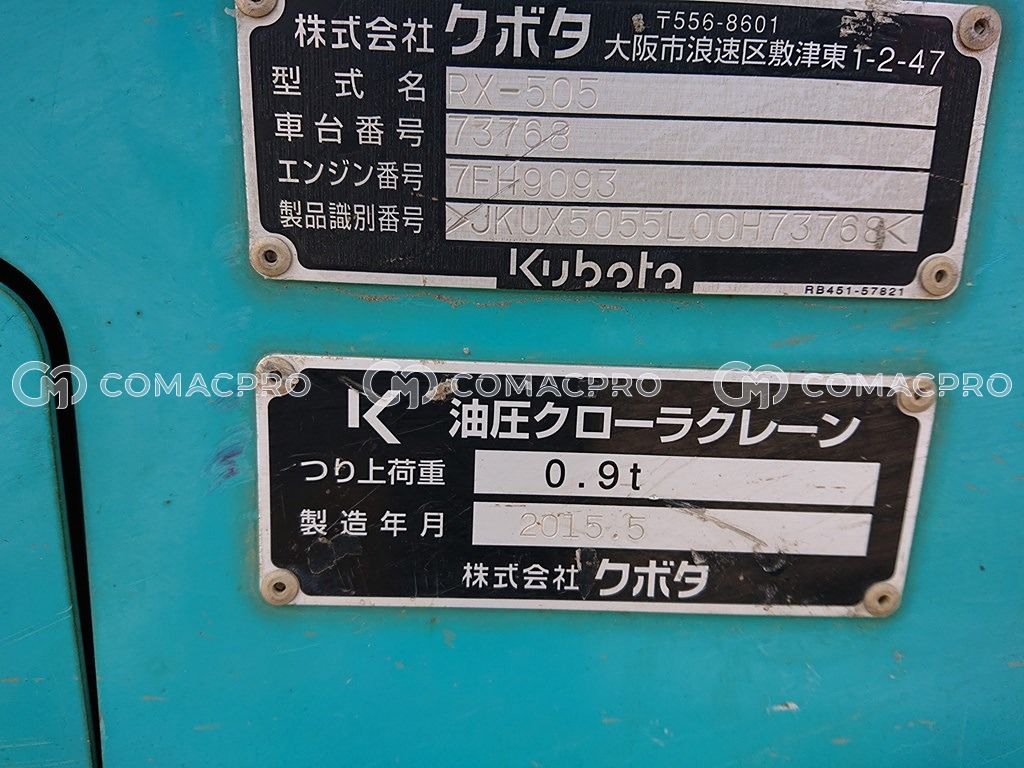 株式会社 クボタ 〒556-8601
大阪市浪速区敷津東1-2-47
型式名 RX-505
車台番号 73768
エンジン番号 7FH9093
製品識別番号 >JKUX5055L00H73768<
Kubota
RB451-57821
COMACPRO COMACPRO COMACPRO
油圧クローラクレーン
つり上荷重 0.9t
製造年月 2015.5
株式会社 クボタ